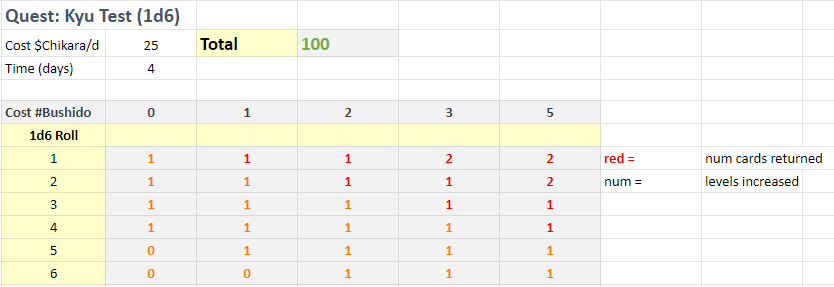 Quest: Kyu Test (1d6)
Cost $Chikara/d 25 Total 100
Time (days) 4
Cost #Bushido 0 1 2 3 5
1d6 Roll
1 1 1 1 2 2 red = num cards returned
2 1 1 1 1 2 num = levels increased
3 1 1 1 1 1
4 1 1 1 1 1
5 0 1 1 1 1
6 0 0 1 1 1